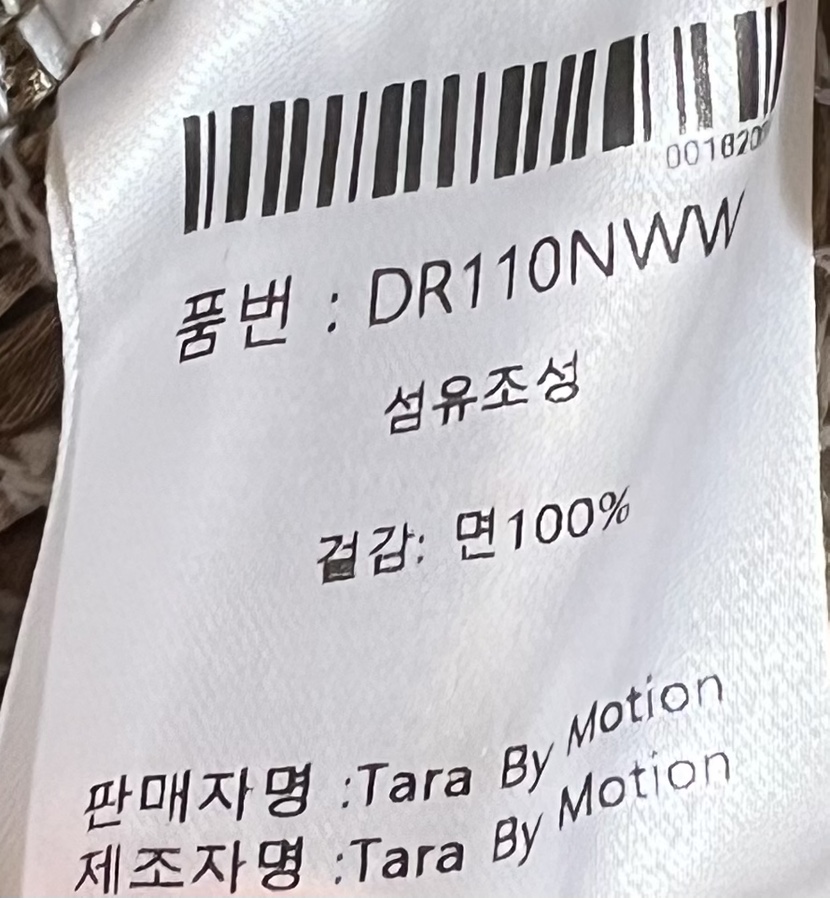 품번 : DR110NWW
섬유조성
겉감: 면100%
판매자명 :Tara By Motion
제조자명 :Tara By Motion